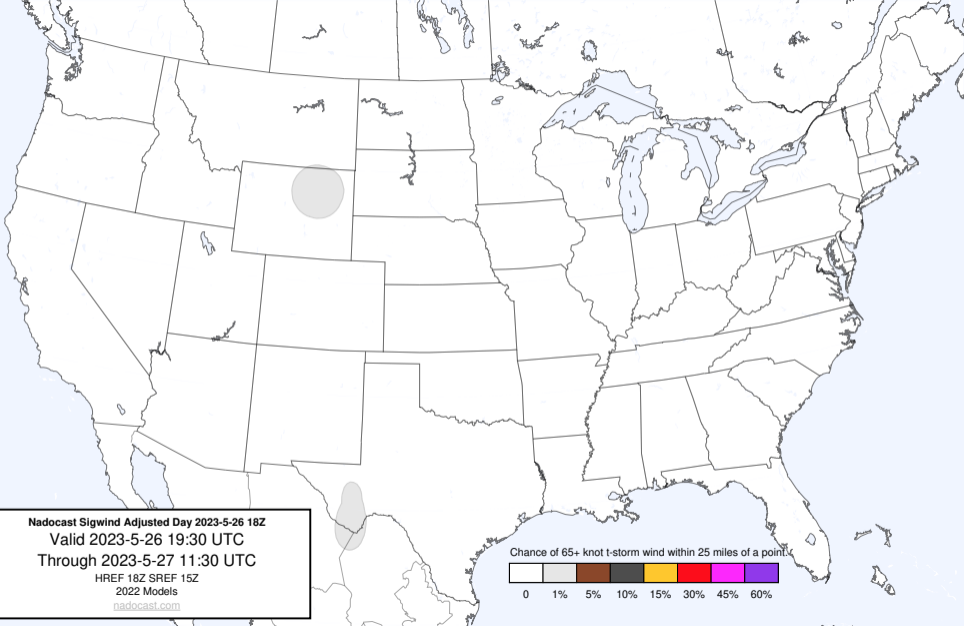 Nadocast Sigwind Adjusted Day 2023-5-26 18Z
Valid 2023-5-26 19:30 UTC
Through 2023-5-27 11:30 UTC
HREF 18Z SREF 15Z
2022 Models
nadocast.com
Chance of 65+ knot t-storm wind within 25 miles of a point.
0 1% 5% 10% 15% 30% 45% 60%